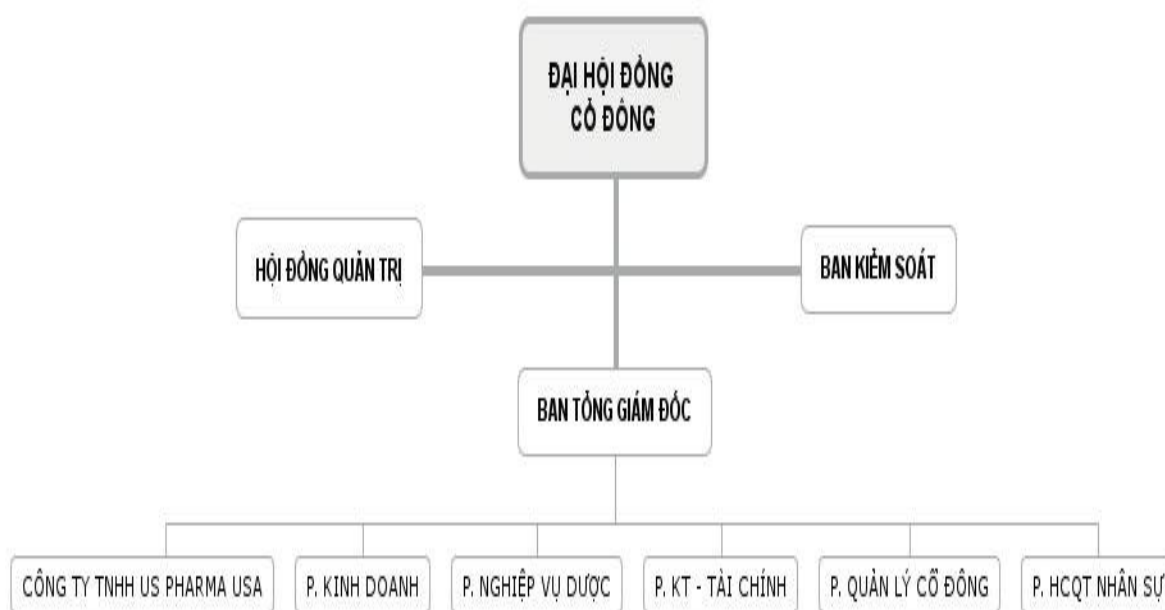 ĐẠI HỘI ĐỒNG
CỔ ĐÔNG
HỘI ĐỒNG QUẢN TRỊ
BAN KIỂM SOÁT
BAN TỔNG GIÁM ĐỐC
CÔNG TY TNHH US PHARMA USA
P. KINH DOANH
P. NGHIỆP VỤ DƯỢC
P. KT - TÀI CHÍNH
P. QUẢN LÝ CỔ ĐÔNG
P. HCQT NHÂN SỰ